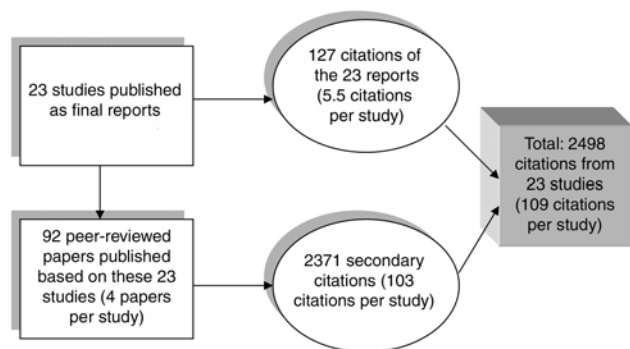 23 studies published
as final reports
127 citations of
the 23 reports
(5.5 citations
per study)
92 peer-reviewed
papers published
based on these 23
studies (4 papers
per study)
2371 secondary
citations (103
citations per study)
Total: 2498
citations from
23 studies
(109 citations
per study)